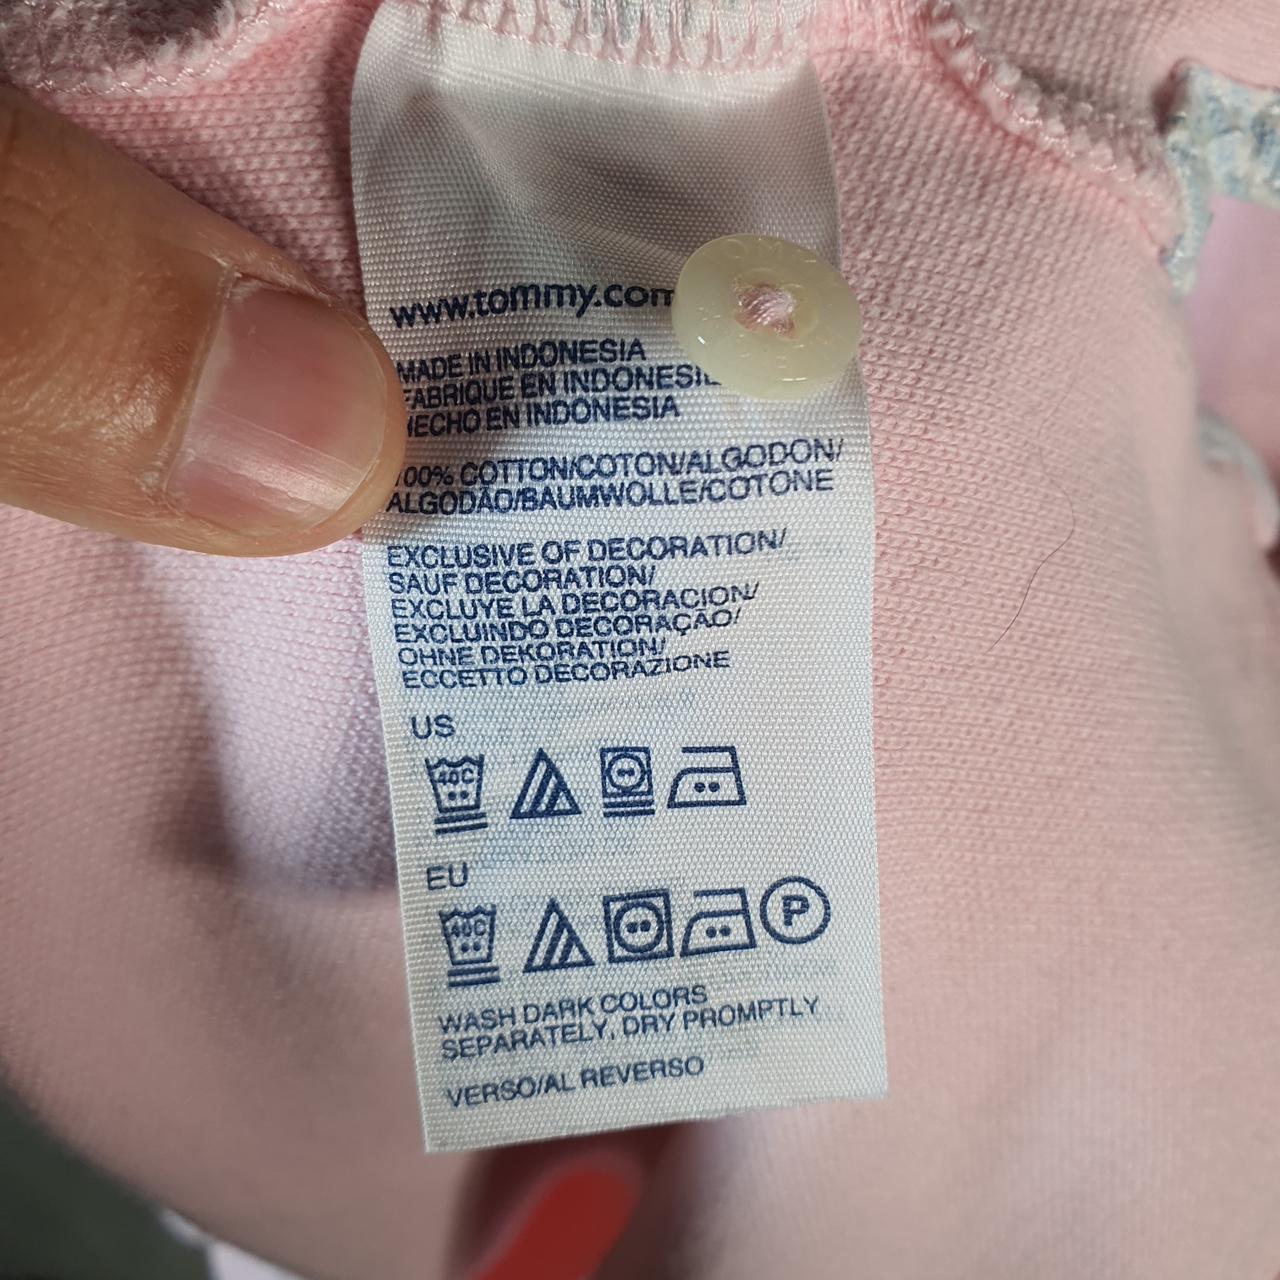 www.tommy.com
MADE IN INDONESIA
FABRIQUE EN INDONESIE
HECHO EN INDONESIA
100% COTTON/COTON/ALGODON/
ALGODÃO/BAUMWOLLE/COTONE
EXCLUSIVE OF DECORATION/
SAUF DECORATION/
EXCLUYE LA DECORACION/
EXCLUINDO DECORAÇÃO/
OHNE DEKORATION/
ECCETTO DECORAZIONE
US
40C
EU
40C
P
WASH DARK COLORS
SEPARATELY, DRY PROMPTLY
VERSO/AL REVERSO
TOMMY